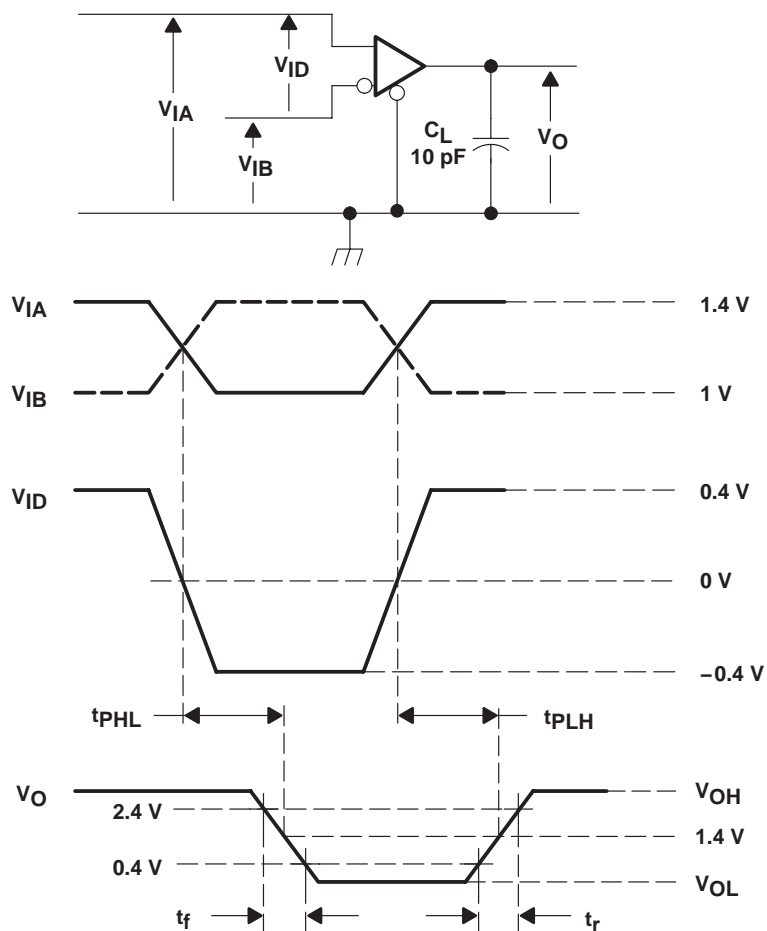 VID
VIA
VIB
CL
10 pF
VO
VIA
1.4 V
VIB
1 V
VID
0.4 V
0 V
−0.4 V
tPHL
tPLH
VO
VOH
2.4 V
1.4 V
0.4 V
VOL
tf
tr